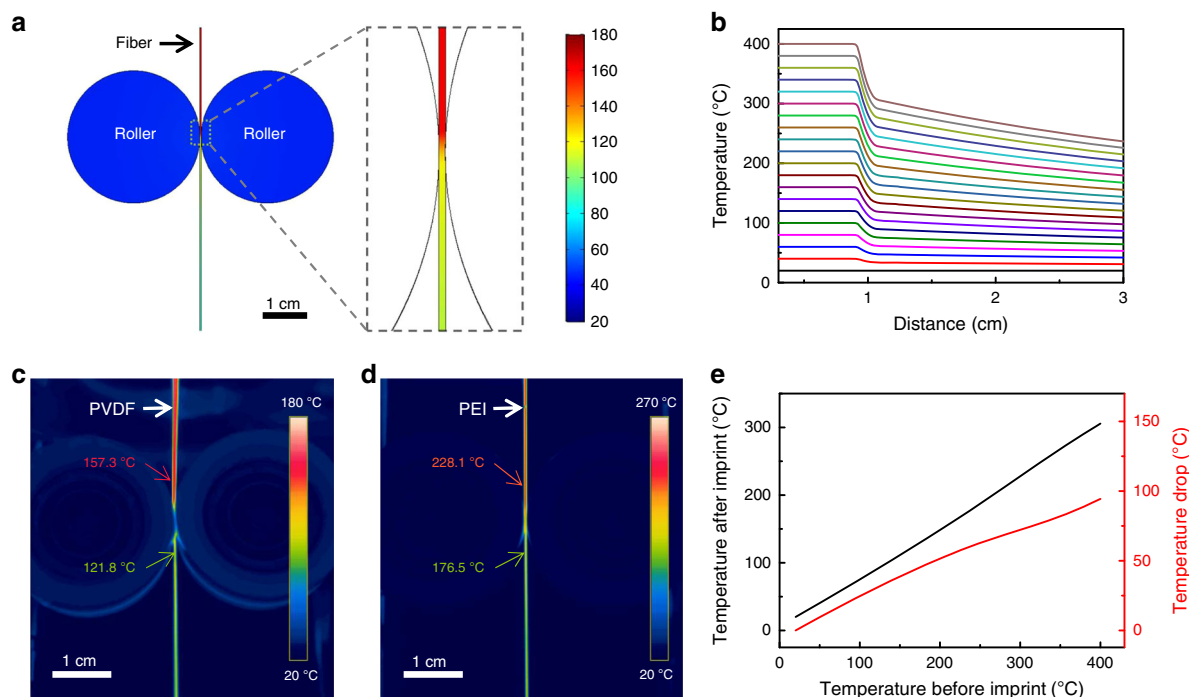 a
Fiber
Roller
Roller
1 cm
180
160
140
120
100
80
60
40
20
b
Temperature (°C)
400
300
200
100
0
1
2
3
Distance (cm)
c
PVDF
157.3 °C
121.8 °C
180 °C
20 °C
1 cm
d
PEI
228.1 °C
176.5 °C
270 °C
20 °C
1 cm
e
Temperature after imprint (°C)
300
200
100
0
0
100
200
300
400
Temperature before imprint (°C)
150
100
50
0
Temperature drop (°C)